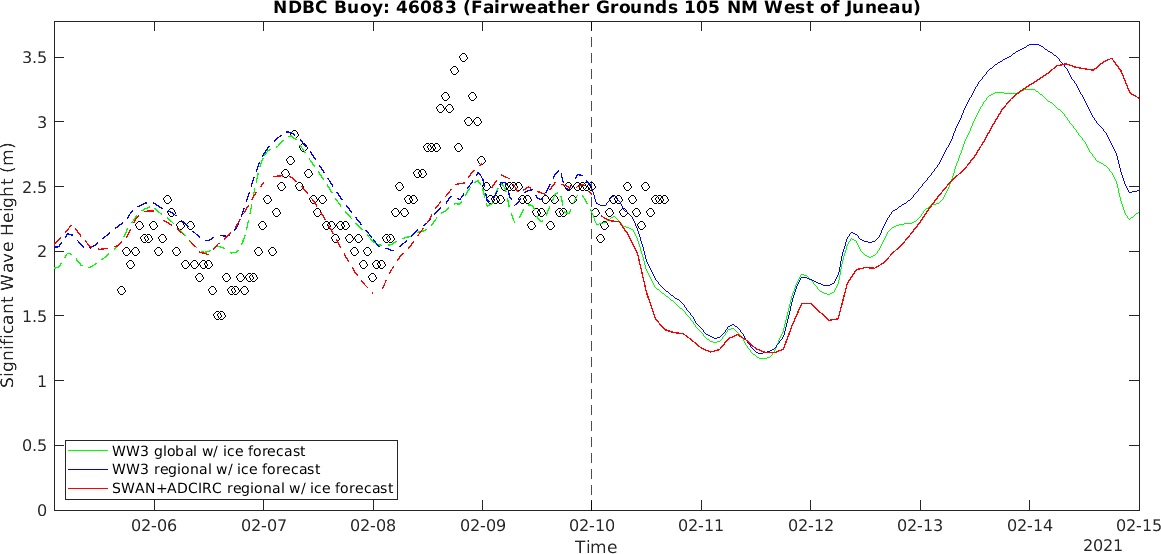 NDBC Buoy: 46083 (Fairweather Grounds 105 NM West of Juneau)
Significant Wave Height (m)
3.5
3
2.5
2
1.5
1
0.5
0
WW3 global w/ ice forecast
WW3 regional w/ ice forecast
SWAN+ADCIRC regional w/ ice forecast
02-06 02-07 02-08 02-09 02-10 02-11 02-12 02-13 02-14 02-15
Time
2021